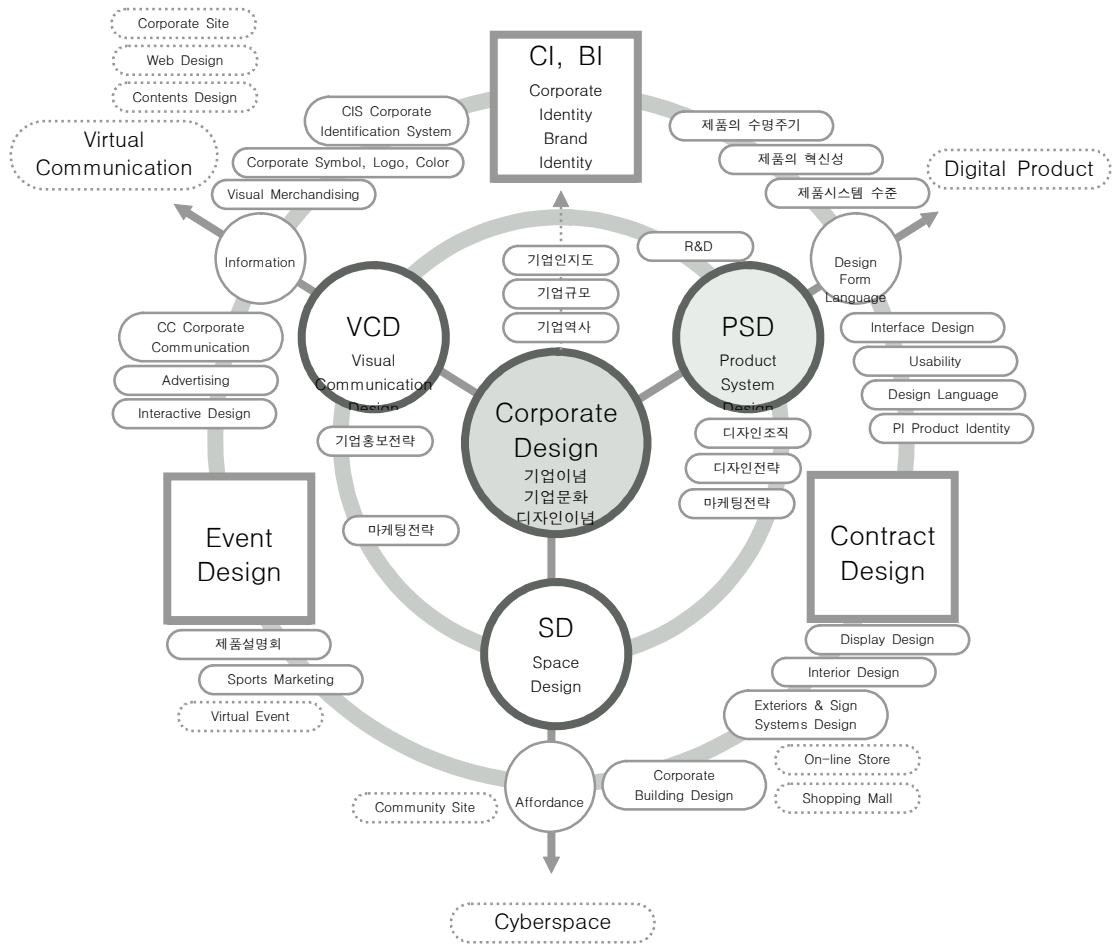 Corporate Site
Web Design
Contents Design
Virtual
Communication
CIS Corporate
Identification System
Corporate Symbol, Logo, Color
Visual Merchandising
Information
CI, BI
Corporate
Identity
Brand
Identity
제품의 수명주기
제품의 혁신성
제품시스템 수준
Digital Product
Design
Form
Language
R&D
기업인지도
기업규모
기업역사
VCD
Visual
Communication
Design
PSD
Product
System
Design
Corporate
Design
기업이념
기업문화
디자인이념
CC Corporate
Communication
Advertising
Interactive Design
Interface Design
Usability
Design Language
PI Product Identity
기업홍보전략
마케팅전략
디자인조직
디자인전략
마케팅전략
Event
Design
Contract
Design
SD
Space
Design
제품설명회
Sports Marketing
Virtual Event
Display Design
Interior Design
Exteriors & Sign
Systems Design
On-line Store
Shopping Mall
Corporate
Building Design
Affordance
Community Site
Cyberspace